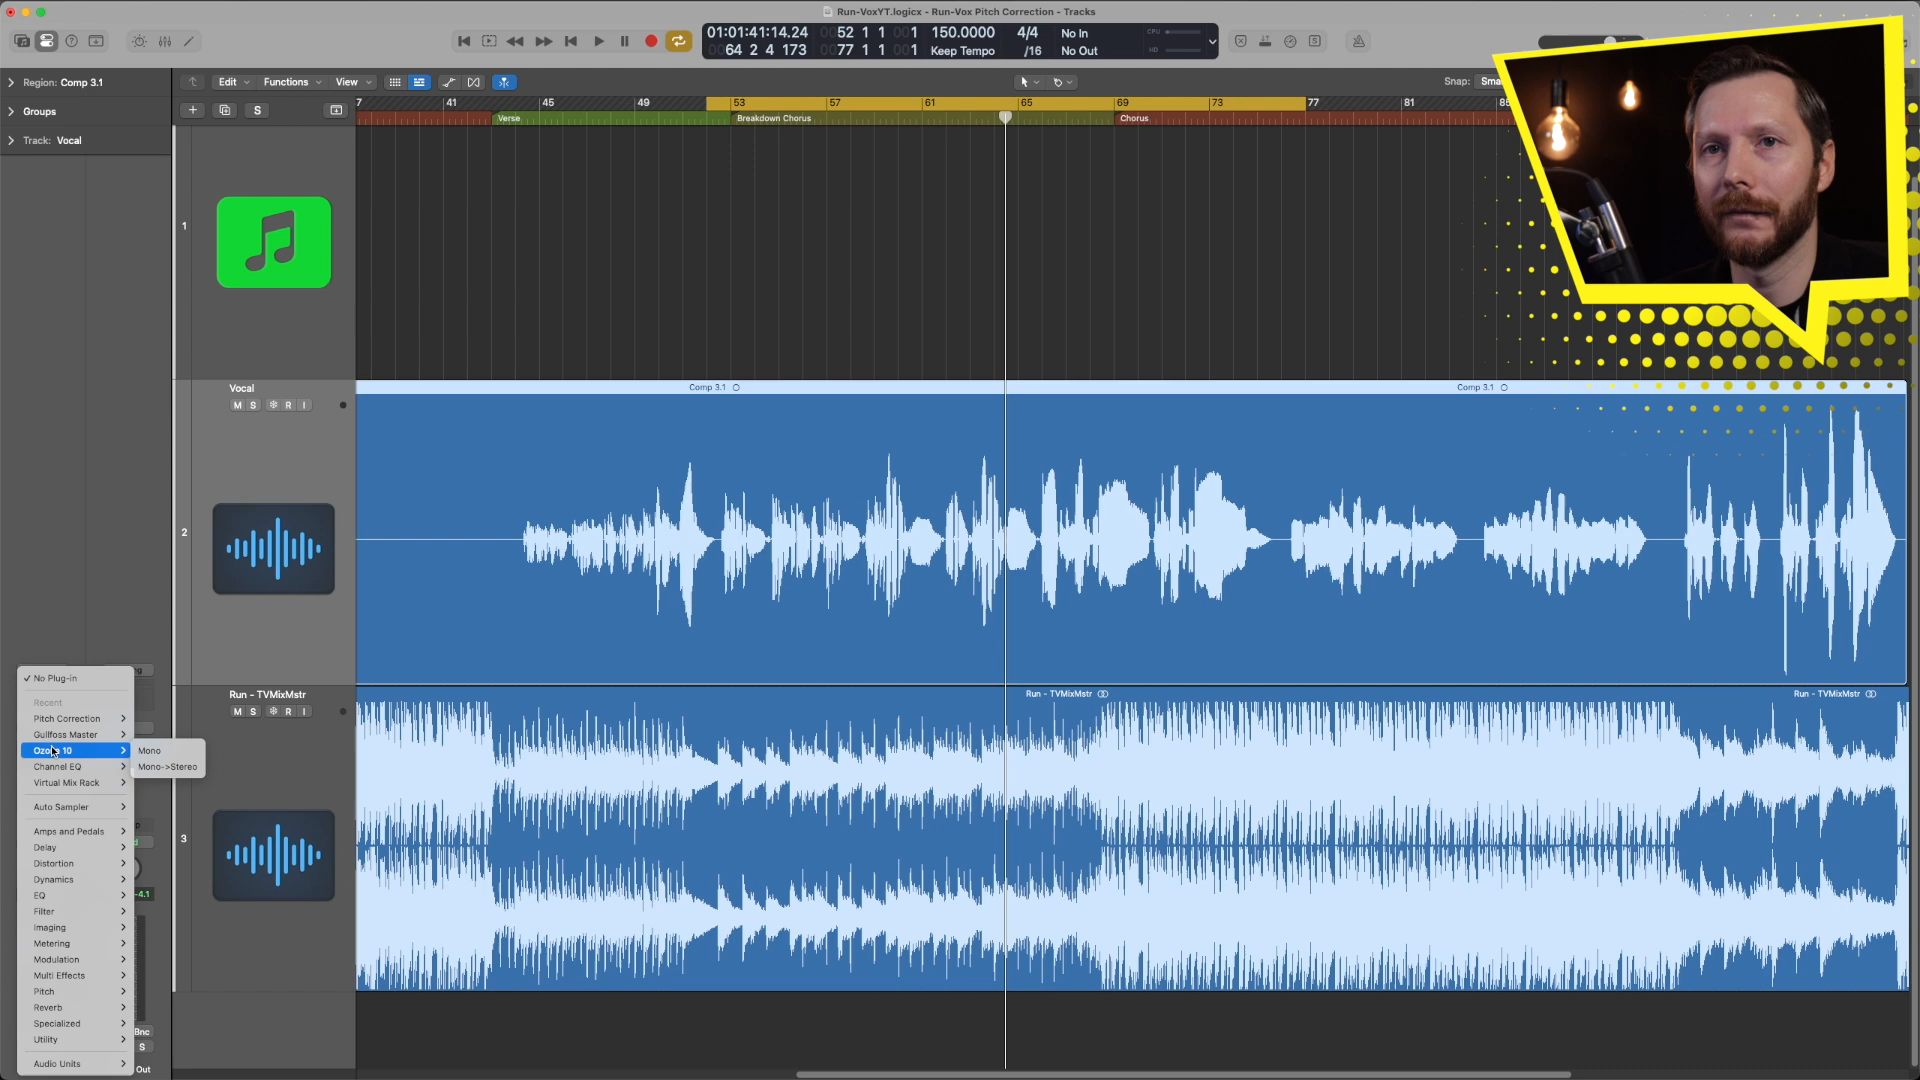 Run-VoxYT.logicx - Run-Vox Pitch Correction - Tracks
01:01:41:14.24
0052 1 1 001
150.0000
4/4
No In
CPU
0064 2 4 173
0077 1 1 001
Keep Tempo
/16
No Out
HD
Region: Comp 3.1
Edit
Functions
View
Snap:
Groups
S
7
41
45
49
53
57
61
65
69
73
77
81
Verse
Breakdown Chorus
Chorus
Track: Vocal
1
Vocal
Comp 3.1
Comp 3.1
M S R I
2
Run - TVMixMstr
Run - TVMixMstr
Run - TVMixMstr
M S R I
3
No Plug-in
Recent
Pitch Correction
Gullfoss Master
10
Mono
Channel EQ
Mono->Stereo
Virtual Mix Rack
Auto Sampler
Amps and Pedals
Delay
Distortion
Dynamics
-4.1
EQ
Filter
Imaging
Metering
Modulation
Multi Effects
Pitch
Reverb
Specialized
Bnc
Utility
S
Audio Units
Out